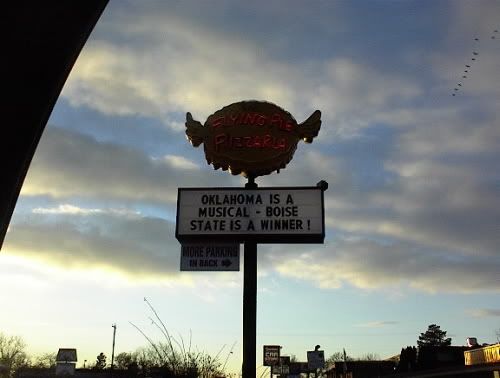 FLYING PIE
PIZZARIA
OKLAHOMA IS A
MUSICAL - BOISE
STATE IS A WINNER!
MORE PARKING
IN BACK